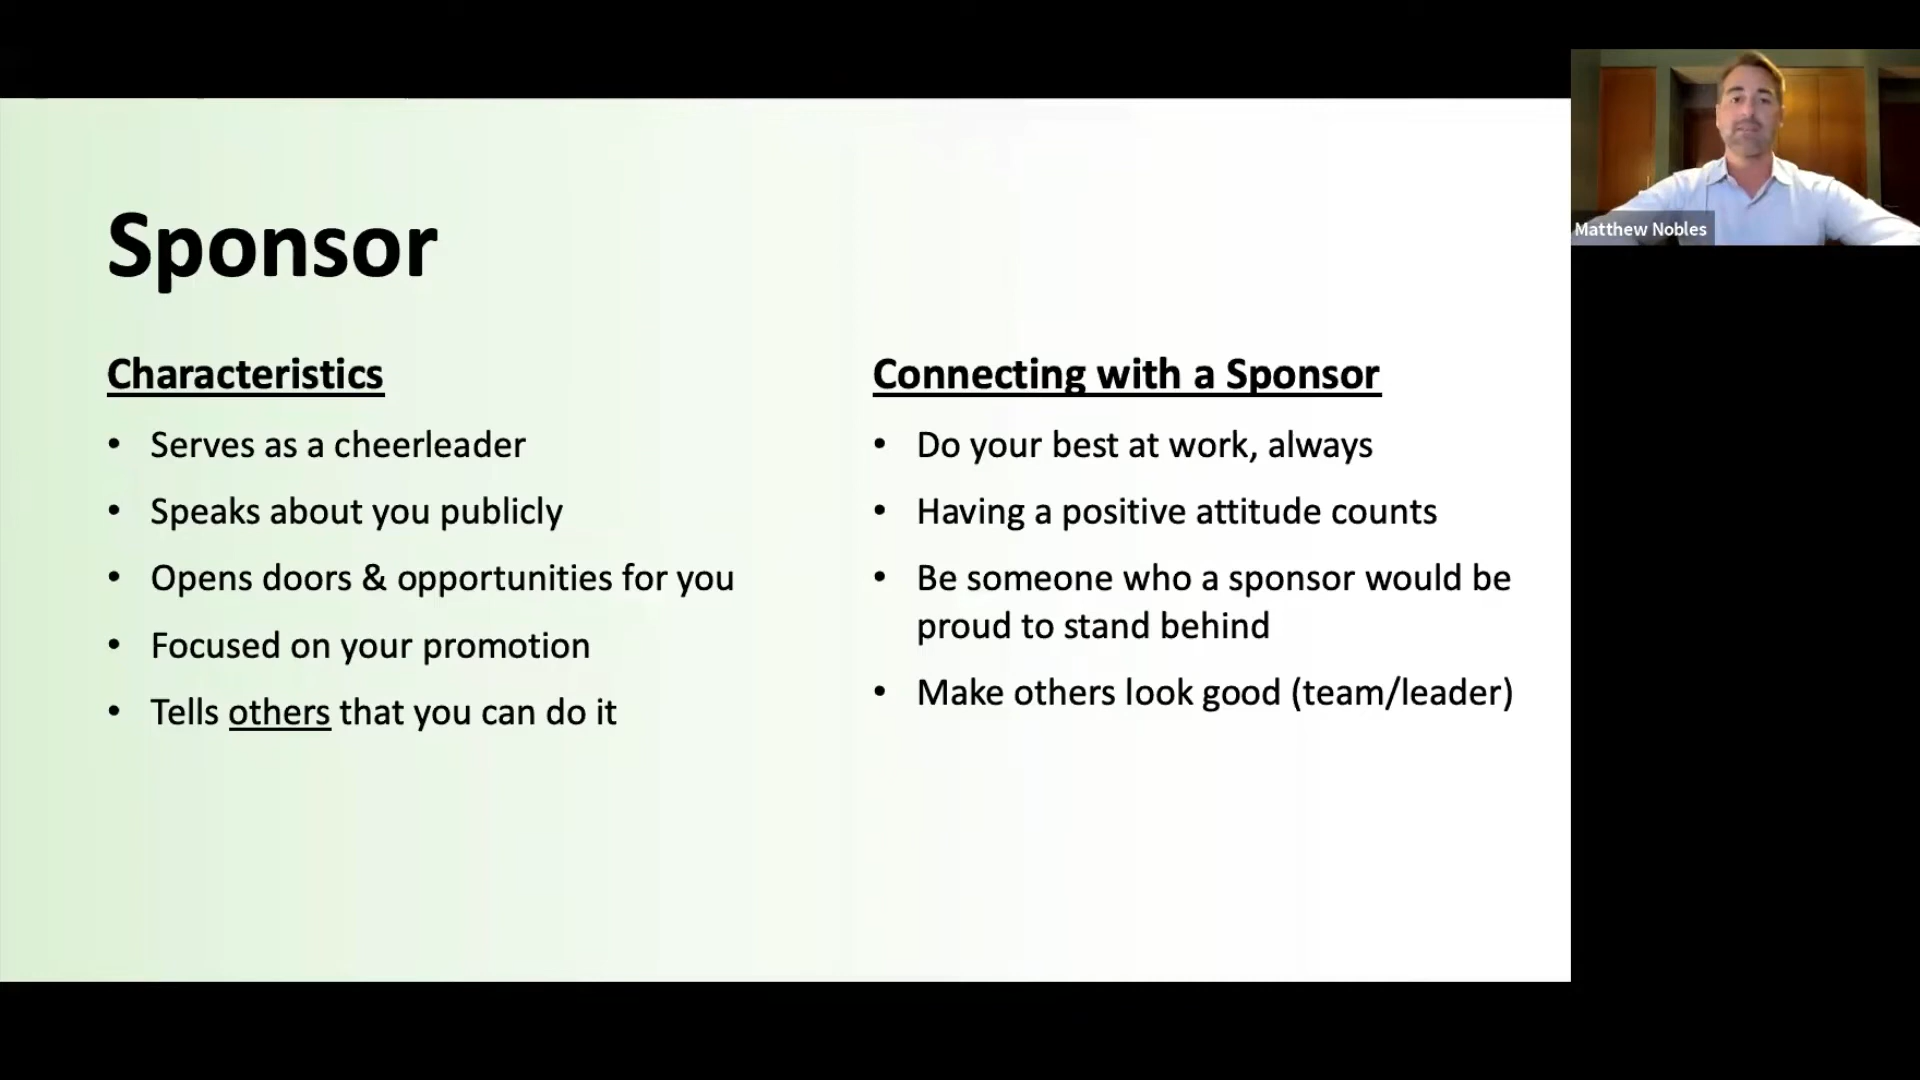 Sponsor
Characteristics
• Serves as a cheerleader
• Speaks about you publicly
• Opens doors & opportunities for you
• Focused on your promotion
• Tells others that you can do it
Connecting with a Sponsor
• Do your best at work, always
• Having a positive attitude counts
• Be someone who a sponsor would be
proud to stand behind
• Make others look good (team/leader)
Matthew Nobles